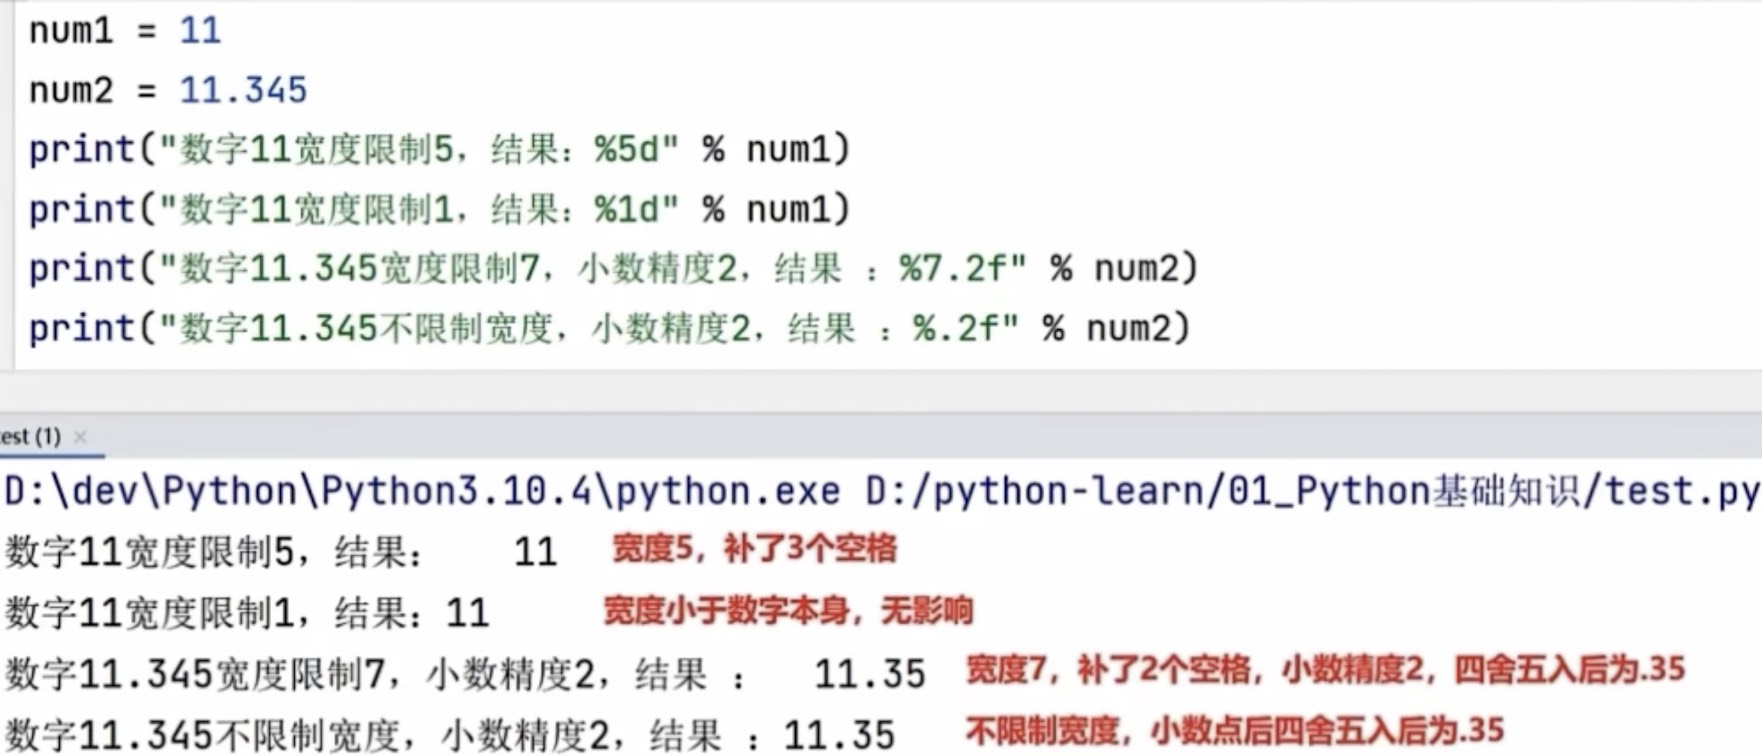 num1 = 11
num2 = 11.345
print("数字11宽度限制5，结果：%5d" % num1)
print("数字11宽度限制1，结果：%1d" % num1)
print("数字11.345宽度限制7，小数精度2，结果 ：%7.2f" % num2)
print("数字11.345不限制宽度，小数精度2，结果 ：%.2f" % num2)
est (1) ×
D:\dev\Python\Python3.10.4\python.exe D:/python-learn/01_Python基础知识/test.py
数字11宽度限制5，结果：   11 宽度5，补了3个空格
数字11宽度限制1，结果：11 宽度小于数字本身，无影响
数字11.345宽度限制7，小数精度2，结果 ：  11.35 宽度7，补了2个空格，小数精度2，四舍五入后为.35
数字11.345不限制宽度，小数精度2，结果 ：11.35 不限制宽度，小数点后四舍五入后为.35